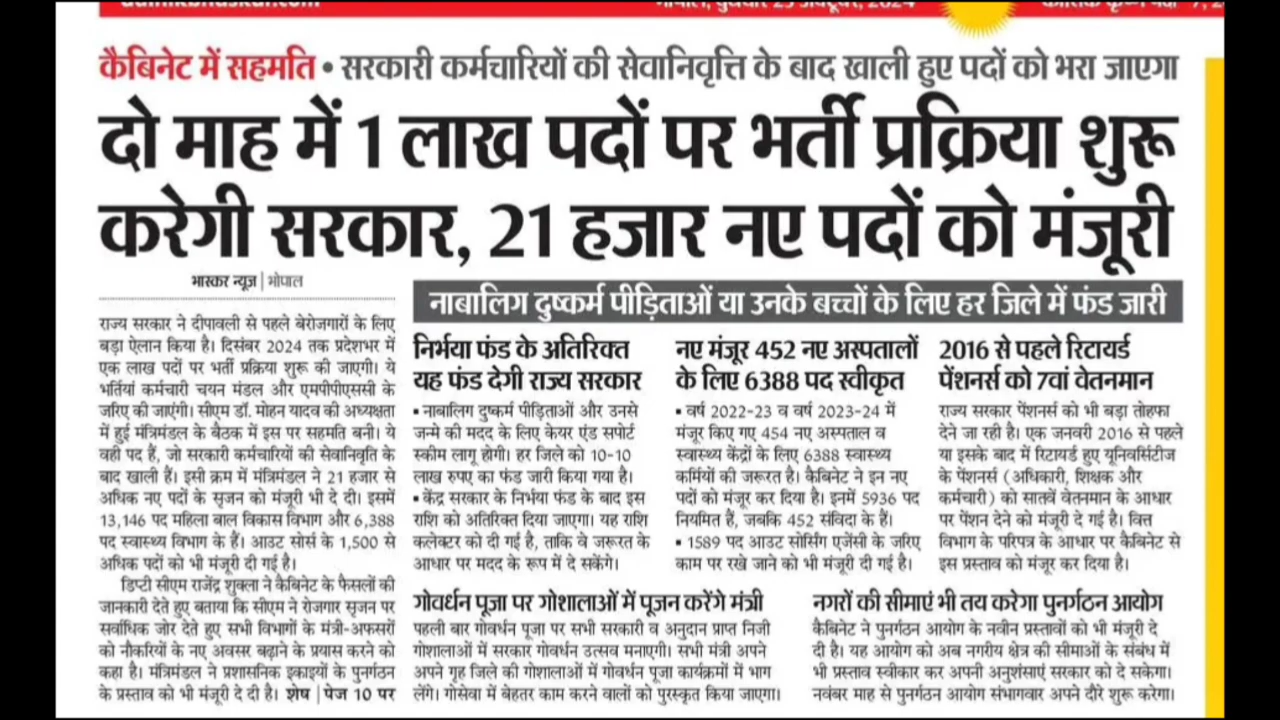 dainikbhaskar.com
भोपाल, बुधवार 23 अक्टूबर, 2024
कैबिनेट में सहमति • सरकारी कर्मचारियों की सेवानिवृत्ति के बाद खाली हुए पदों को भरा जाएगा
दो माह में 1 लाख पदों पर भर्ती प्रक्रिया शुरू
करेगी सरकार, 21 हजार नए पदों को मंजूरी
भास्कर न्यूज | भोपाल
राज्य सरकार ने दीपावली से पहले बेरोजगारों के लिए
बड़ा ऐलान किया है। दिसंबर 2024 तक प्रदेशभर में
एक लाख पदों पर भर्ती प्रक्रिया शुरू की जाएगी। ये
भर्तियां कर्मचारी चयन मंडल और एमपीपीएससी के
जरिए की जाएंगी। सीएम डॉ. मोहन यादव की अध्यक्षता
में हुई मंत्रिमंडल के बैठक में इस पर सहमति बनी। ये
वही पद हैं, जो सरकारी कर्मचारियों की सेवानिवृति के
बाद खाली हैं। इसी क्रम में मंत्रिमंडल ने 21 हजार से
अधिक नए पदों के सृजन को मंजूरी भी दे दी। इसमें
13,146 पद महिला बाल विकास विभाग और 6,388
पद स्वास्थ्य विभाग के हैं। आउट सोर्स के 1,500 से
अधिक पदों को भी मंजूरी दी गई है।
डिप्टी सीएम राजेंद्र शुक्ला ने कैबिनेट के फैसलों की
जानकारी देते हुए बताया कि सीएम ने रोजगार सृजन पर
सर्वाधिक जोर देते हुए सभी विभागों के मंत्री-अफसरों
को नौकरियों के नए अवसर बढ़ाने के प्रयास करने को
कहा है। मंत्रिमंडल ने प्रशासनिक इकाइयों के पुनर्गठन
के प्रस्ताव को भी मंजूरी दे दी है। शेष | पेज 10 पर
नाबालिग दुष्कर्म पीड़िताओं या उनके बच्चों के लिए हर जिले में फंड जारी
निर्भया फंड के अतिरिक्त
यह फंड देगी राज्य सरकार
▪ नाबालिग दुष्कर्म पीड़िताओं और उनसे
जन्मे की मदद के लिए केयर एंड सपोर्ट
स्कीम लागू होगी। हर जिले को 10-10
लाख रुपए का फंड जारी किया गया है।
▪ केंद्र सरकार के निर्भया फंड के बाद इस
राशि को अतिरिक्त दिया जाएगा। यह राशि
कलेक्टर को दी गई है, ताकि वे जरूरत के
आधार पर मदद के रूप में दे सकेंगे।
नए मंजूर 452 नए अस्पतालों
के लिए 6388 पद स्वीकृत
▪ वर्ष 2022-23 व वर्ष 2023-24 में
मंजूर किए गए 454 नए अस्पताल व
स्वास्थ्य केंद्रों के लिए 6388 स्वास्थ्य
कर्मियों की जरूरत है। कैबिनेट ने इन नए
पदों को मंजूर कर दिया है। इनमें 5936 पद
नियमित हैं, जबकि 452 संविदा के हैं।
▪ 1589 पद आउट सोर्सिंग एजेंसी के जरिए
काम पर रखे जाने को भी मंजूरी दी गई है।
2016 से पहले रिटायर्ड
पेंशनर्स को 7वां वेतनमान
राज्य सरकार पेंशनर्स को भी बड़ा तोहफा
देने जा रही है। एक जनवरी 2016 से पहले
या इसके बाद में रिटायर्ड हुए यूनिवर्सिटीज
के पेंशनर्स (अधिकारी, शिक्षक और
कर्मचारी) को सातवें वेतनमान के आधार
पर पेंशन देने को मंजूरी दे गई है। वित्त
विभाग के परिपत्र के आधार पर कैबिनेट से
इस प्रस्ताव को मंजूर कर दिया है।
गोवर्धन पूजा पर गोशालाओं में पूजन करेंगे मंत्री
पहली बार गोवर्धन पूजा पर सभी सरकारी व अनुदान प्राप्त निजी
गोशालाओं में सरकार गोवर्धन उत्सव मनाएगी। सभी मंत्री अपने
अपने गृह जिले की गोशालाओं में गोवर्धन पूजा कार्यक्रमों में भाग
लेंगे। गोसेवा में बेहतर काम करने वालों को पुरस्कृत किया जाएगा।
नगरों की सीमाएं भी तय करेगा पुनर्गठन आयोग
कैबिनेट ने पुनर्गठन आयोग के नवीन प्रस्तावों को भी मंजूरी दे
दी है। यह आयोग को अब नगरीय क्षेत्र की सीमाओं के संबंध में
भी प्रस्ताव स्वीकार कर अपनी अनुशंसाएं सरकार को दे सकेगा।
नवंबर माह से पुनर्गठन आयोग संभागवार अपने दौरे शुरू करेगा।